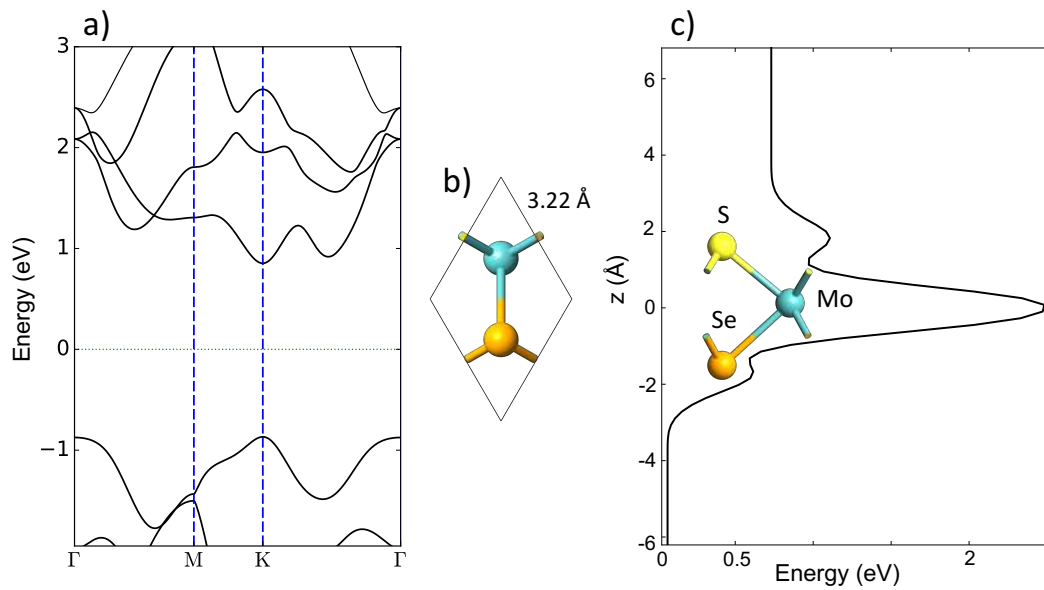 a)
3
2
1
0
−1
Energy (eV)
Γ
M
K
Γ
b)
3.22 Å
c)
6
4
2
0
-2
-4
-6
z (Å)
S
Se
Mo
0
0.5
2
Energy (eV)